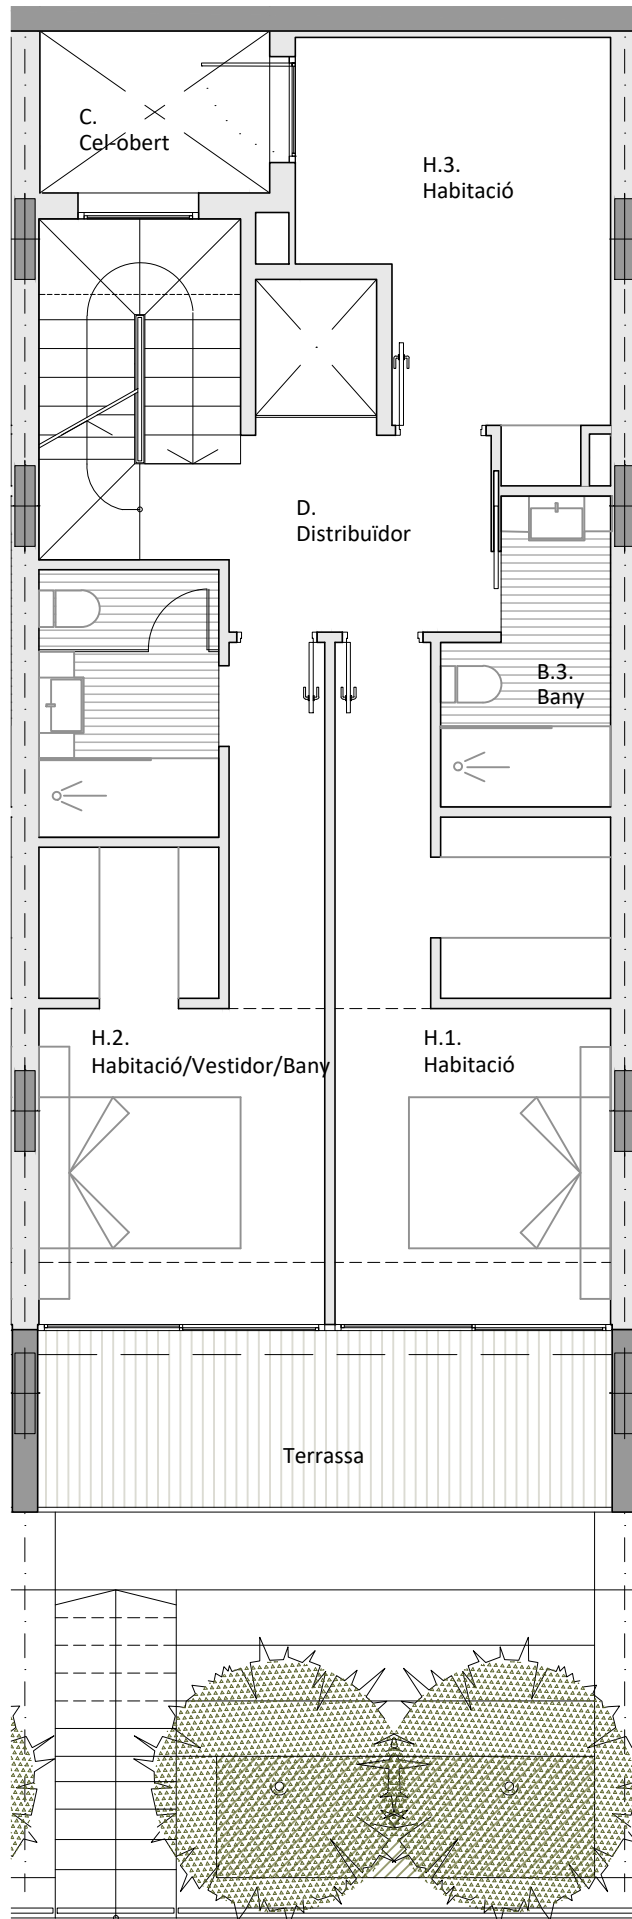 C.
Cel-obert
H.3.
Habitació
D.
Distribuïdor
B.3.
Bany
H.2.
Habitació/Vestidor/Bany
H.1.
Habitació
Terrassa